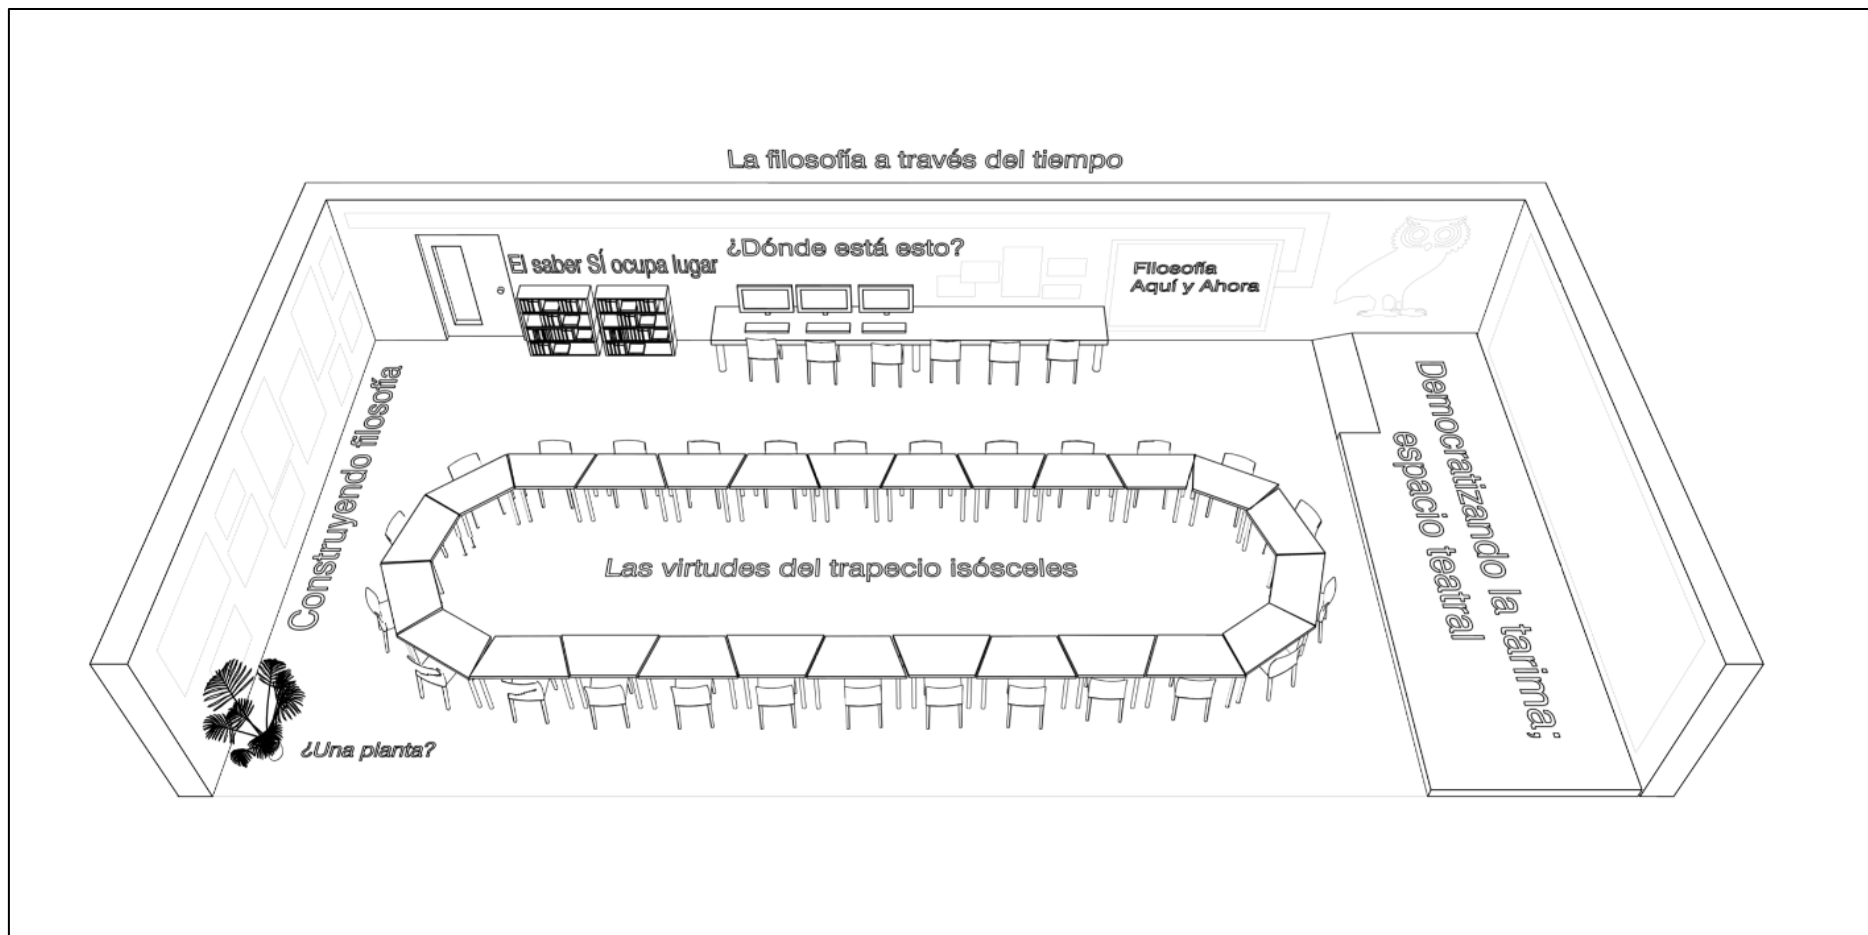 La filosofía a través del tiempo
¿Dónde está esto?
El saber SÍ ocupa lugar
Filosofía
Aquí y Ahora
Construyendo filosofía
Democratizando la tarima;
espacio teatral
Las virtudes del trapecio isósceles
¿Una planta?